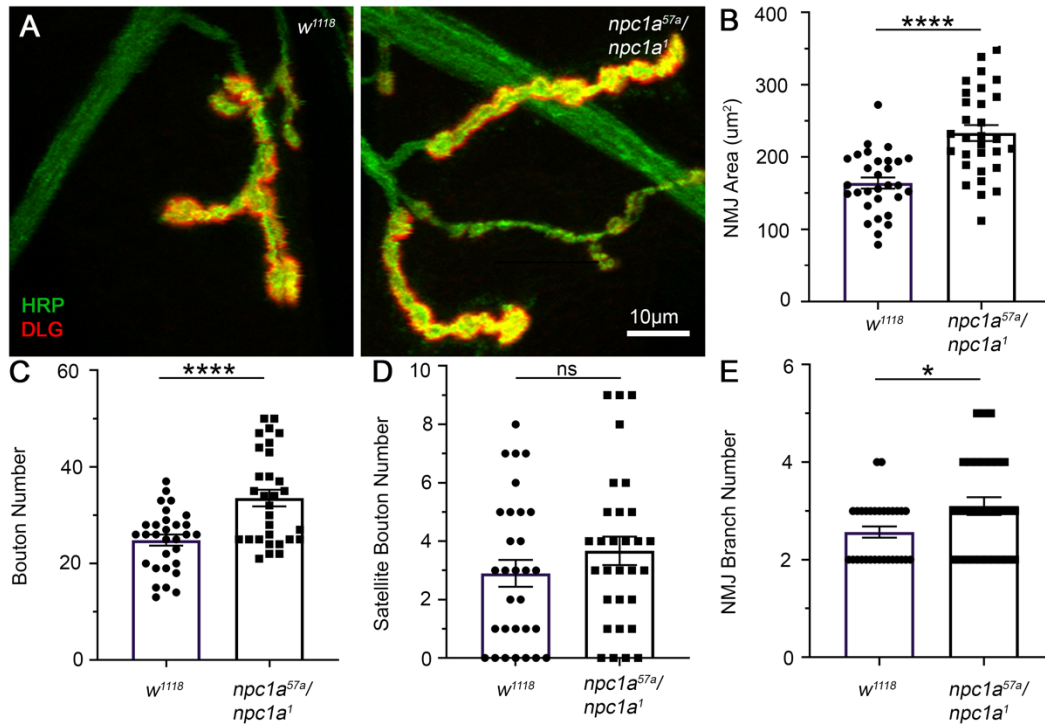 A
w¹¹¹⁸
npc1a⁵⁷ᵃ/
npc1a¹
HRP
DLG
10μm
B
****
NMJ Area (um²)
400
300
200
100
0
w¹¹¹⁸
npc1a⁵⁷ᵃ/
npc1a¹
C
****
Bouton Number
60
40
20
0
w¹¹¹⁸
npc1a⁵⁷ᵃ/
npc1a¹
D
ns
Satellite Bouton Number
10
8
6
4
2
0
w¹¹¹⁸
npc1a⁵⁷ᵃ/
npc1a¹
E
*
NMJ Branch Number
6
4
2
0
w¹¹¹⁸
npc1a⁵⁷ᵃ/
npc1a¹